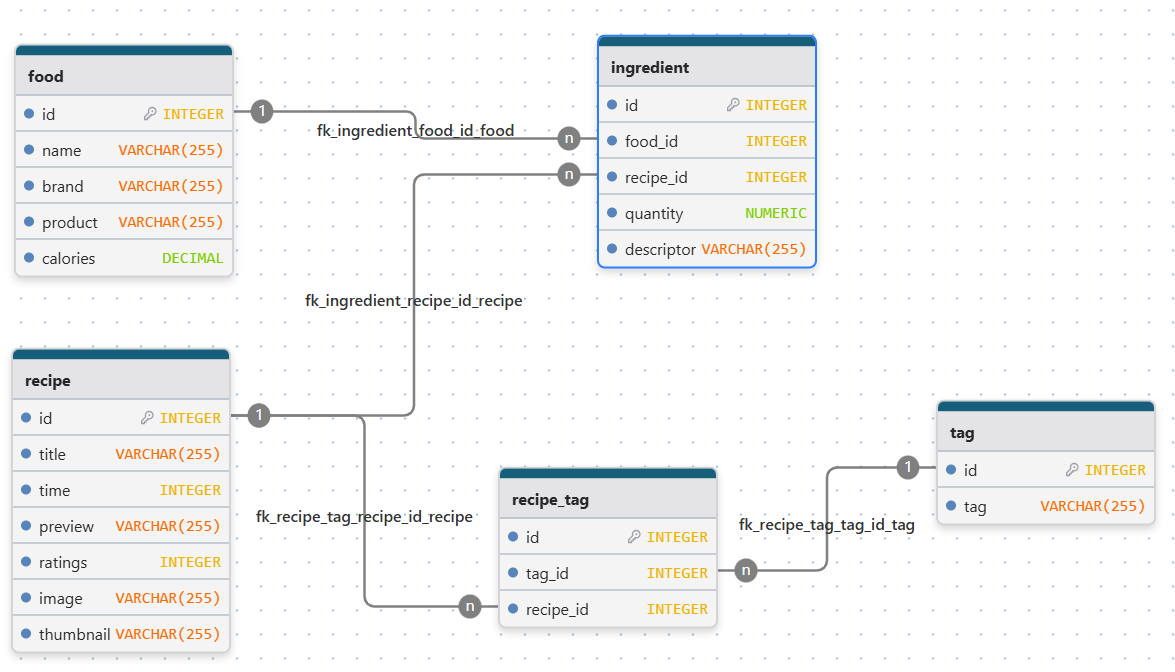 food
id INTEGER
name VARCHAR(255)
brand VARCHAR(255)
product VARCHAR(255)
calories DECIMAL
1
fk_ingredient_food_id_food
n
n
ingredient
id INTEGER
food_id INTEGER
recipe_id INTEGER
quantity NUMERIC
descriptor VARCHAR(255)
fk_ingredient_recipe_id_recipe
recipe
id INTEGER
title VARCHAR(255)
time INTEGER
preview VARCHAR(255)
ratings INTEGER
image VARCHAR(255)
thumbnail VARCHAR(255)
1
fk_recipe_tag_recipe_id_recipe
n
recipe_tag
id INTEGER
tag_id INTEGER
recipe_id INTEGER
n
fk_recipe_tag_tag_id_tag
1
tag
id INTEGER
tag VARCHAR(255)